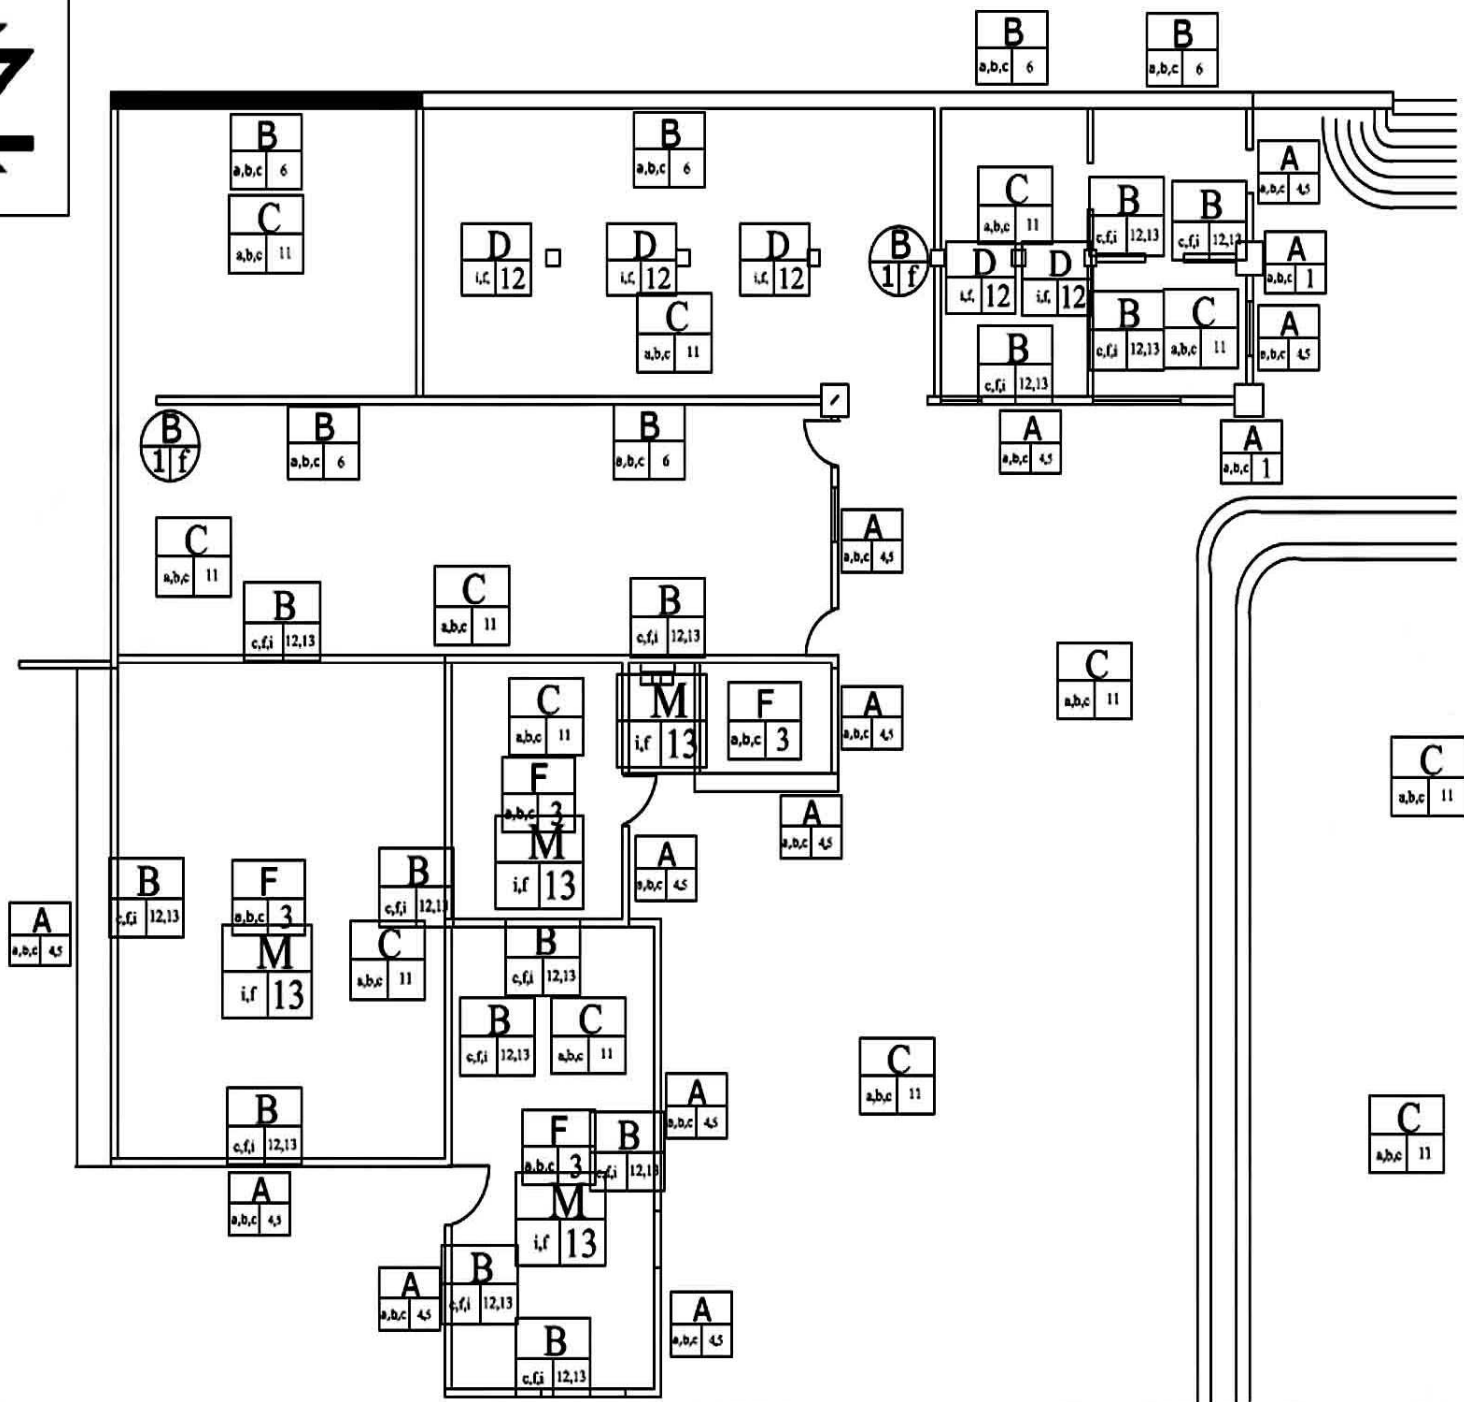 B
a,b,c 6
B
a,b,c 6
B
a,b,c 6
B
a,b,c 6
A
a,b,c 4,5
C
a,b,c 11
C
a,b,c 11
B
c,f,i 12,13
B
c,f,i 12,13
D
i,f, 12
D
i,f, 12
D
i,f, 12
B
1 f
D
i,f, 12
D
i,f, 12
A
a,b,c 1
C
a,b,c 11
B
c,f,i 12,13
B
c,f,i 12,13
C
a,b,c 11
A
a,b,c 4,5
B
1 f
B
a,b,c 6
B
a,b,c 6
A
a,b,c 4,5
A
a,b,c 1
C
a,b,c 11
A
a,b,c 4,5
B
c,f,i 12,13
C
a,b,c 11
B
c,f,i 12,13
C
a,b,c 11
C
a,b,c 11
M
i,f 13
F
a,b,c 3
A
a,b,c 4,5
C
a,b,c 11
F
a,b,c 3
M
i,f 13
A
a,b,c 4,5
A
a,b,c 4,5
B
c,f,i 12,13
F
a,b,c 3
M
i,f 13
B
c,f,i 12,13
A
a,b,c 4,5
C
a,b,c 11
B
c,f,i 12,13
B
c,f,i 12,13
C
a,b,c 11
C
a,b,c 11
A
a,b,c 4,5
C
a,b,c 11
B
c,f,i 12,13
F
a,b,c 3
B
c,f,i 12,13
M
i,f 13
A
a,b,c 4,5
A
a,b,c 4,5
B
c,f,i 12,13
A
a,b,c 4,5
B
c,f,i 12,13